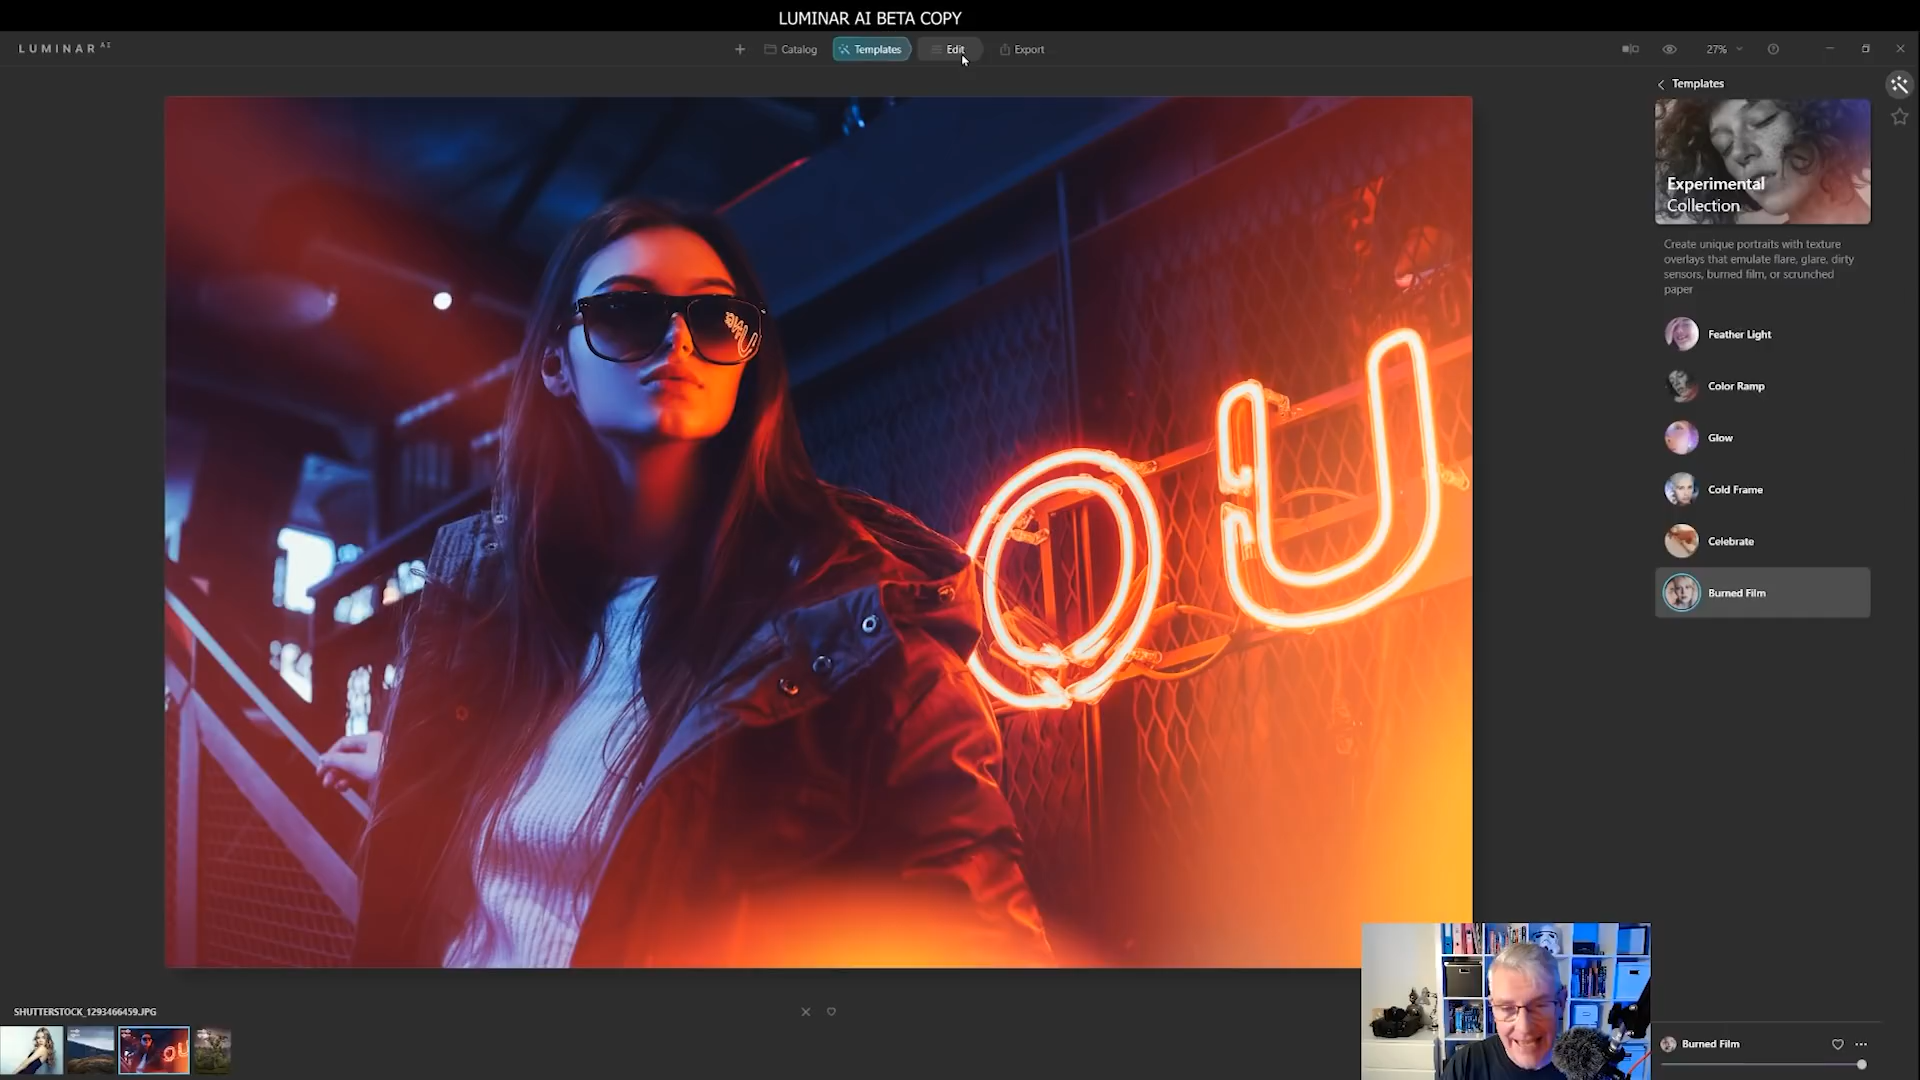 LUMINAR AI BETA COPY
LUMINAR AI
Catalog
Templates
Edit
Export
27%
Templates
Experimental
Collection
Create unique portraits with texture
overlays that emulate flare, glare, dirty
sensors, burned film, or scrunched
paper
Feather Light
Color Ramp
Glow
Cold Frame
Celebrate
Burned Film
OU
SHUTTERSTOCK_1293466459.JPG
Burned Film